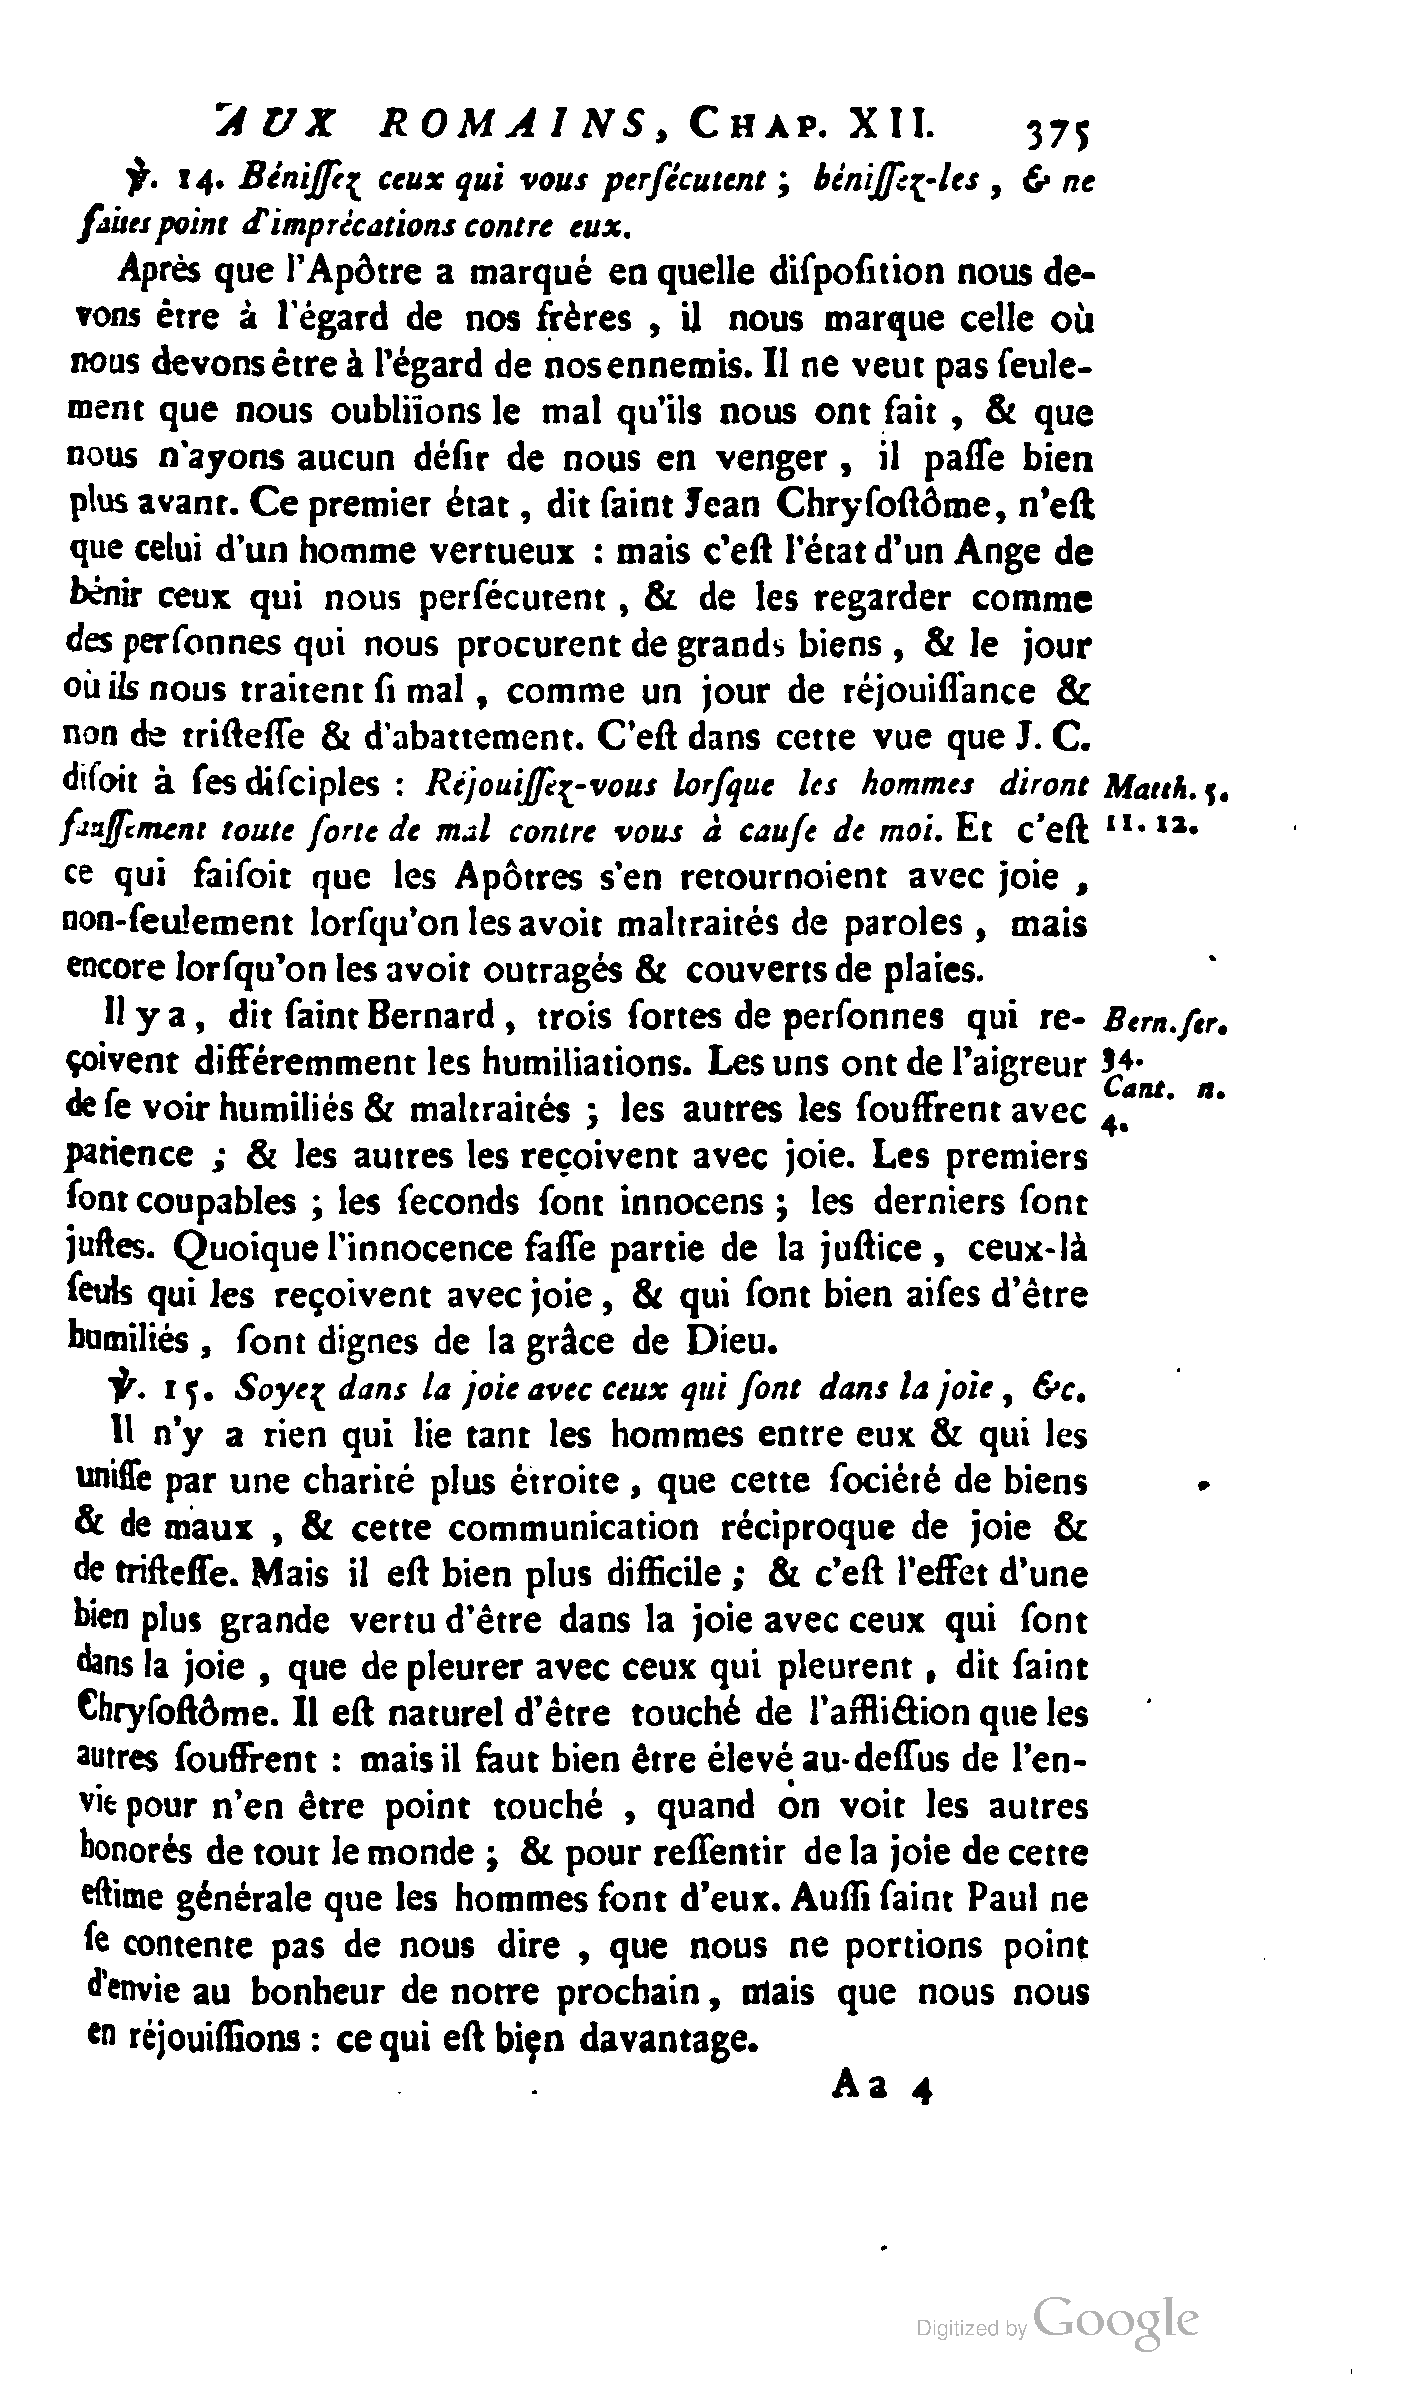 AUX ROMAINS, CHAP. XII. 375
℣. 14. Béniſſez ceux qui vous perſécutent ; béniſſez-les , & ne
faites point d'imprécations contre eux.
Après que l'Apôtre a marqué en quelle diſpoſition nous de-
vons être à l'égard de nos frères , il nous marque celle où
nous devons être à l'égard de nos ennemis. Il ne veut pas ſeule-
ment que nous oubliïons le mal qu'ils nous ont fait , & que
nous n'ayons aucun déſir de nous en venger , il paſſe bien
plus avant. Ce premier état , dit ſaint Jean Chryſoſtôme, n'eſt
que celui d'un homme vertueux : mais c'eſt l'état d'un Ange de
bénir ceux qui nous perſécutent , & de les regarder comme
des perſonnes qui nous procurent de grands biens , & le jour
où ils nous traitent ſi mal , comme un jour de réjouiſſance &
non de triſteſſe & d'abattement. C'eſt dans cette vue que J. C.
diſoit à ſes diſciples : Réjouiſſez-vous lorſque les hommes diront Matth. 5.
fauſſement toute ſorte de mal contre vous à cauſe de moi. Et c'eſt 11. 12.
ce qui faiſoit que les Apôtres s'en retournoient avec joie ,
non-ſeulement lorſqu'on les avoit maltraités de paroles , mais
encore lorſqu'on les avoit outragés & couverts de plaies.
Il y a , dit ſaint Bernard , trois ſortes de perſonnes qui re- Bern. ſer.
çoivent différemment les humiliations. Les uns ont de l'aigreur 34.
de ſe voir humiliés & maltraités ; les autres les ſouffrent avec Cant. n.
4.
patience ; & les autres les reçoivent avec joie. Les premiers
ſont coupables ; les ſeconds ſont innocens ; les derniers ſont
juſtes. Quoique l'innocence faſſe partie de la juſtice , ceux-là
ſeuls qui les reçoivent avec joie , & qui ſont bien aiſes d'être
humiliés , ſont dignes de la grâce de Dieu.
℣. 15. Soyez dans la joie avec ceux qui ſont dans la joie , &c.
Il n'y a rien qui lie tant les hommes entre eux & qui les
uniſſe par une charité plus étroite , que cette ſociété de biens
& de maux , & cette communication réciproque de joie &
de triſteſſe. Mais il eſt bien plus difficile ; & c'eſt l'effet d'une
bien plus grande vertu d'être dans la joie avec ceux qui ſont
dans la joie , que de pleurer avec ceux qui pleurent , dit ſaint
Chryſoſtôme. Il eſt naturel d'être touché de l'affliction que les
autres ſouffrent : mais il faut bien être élevé au-deſſus de l'en-
vie pour n'en être point touché , quand on voit les autres
honorés de tout le monde ; & pour reſſentir de la joie de cette
eſtime générale que les hommes font d'eux. Auſſi ſaint Paul ne
ſe contente pas de nous dire , que nous ne portions point
d'envie au bonheur de notre prochain , mais que nous nous
en réjouiſſions : ce qui eſt bien davantage.
Aa 4
Digitized by Google